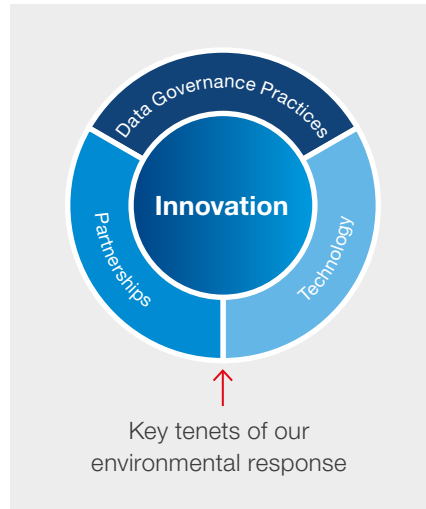 Data Governance Practices
Innovation
Partnerships
Technology
Key tenets of our
environmental response